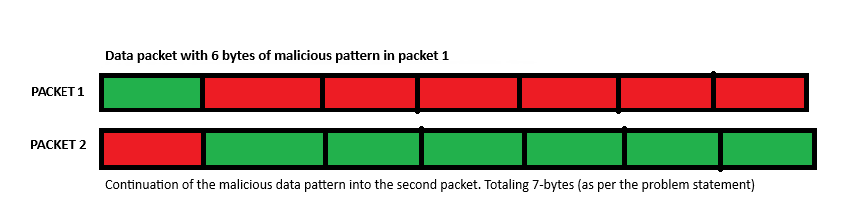 Data packet with 6 bytes of malicious pattern in packet 1
PACKET 1
PACKET 2
Continuation of the malicious data pattern into the second packet. Totaling 7-bytes (as per the problem statement)